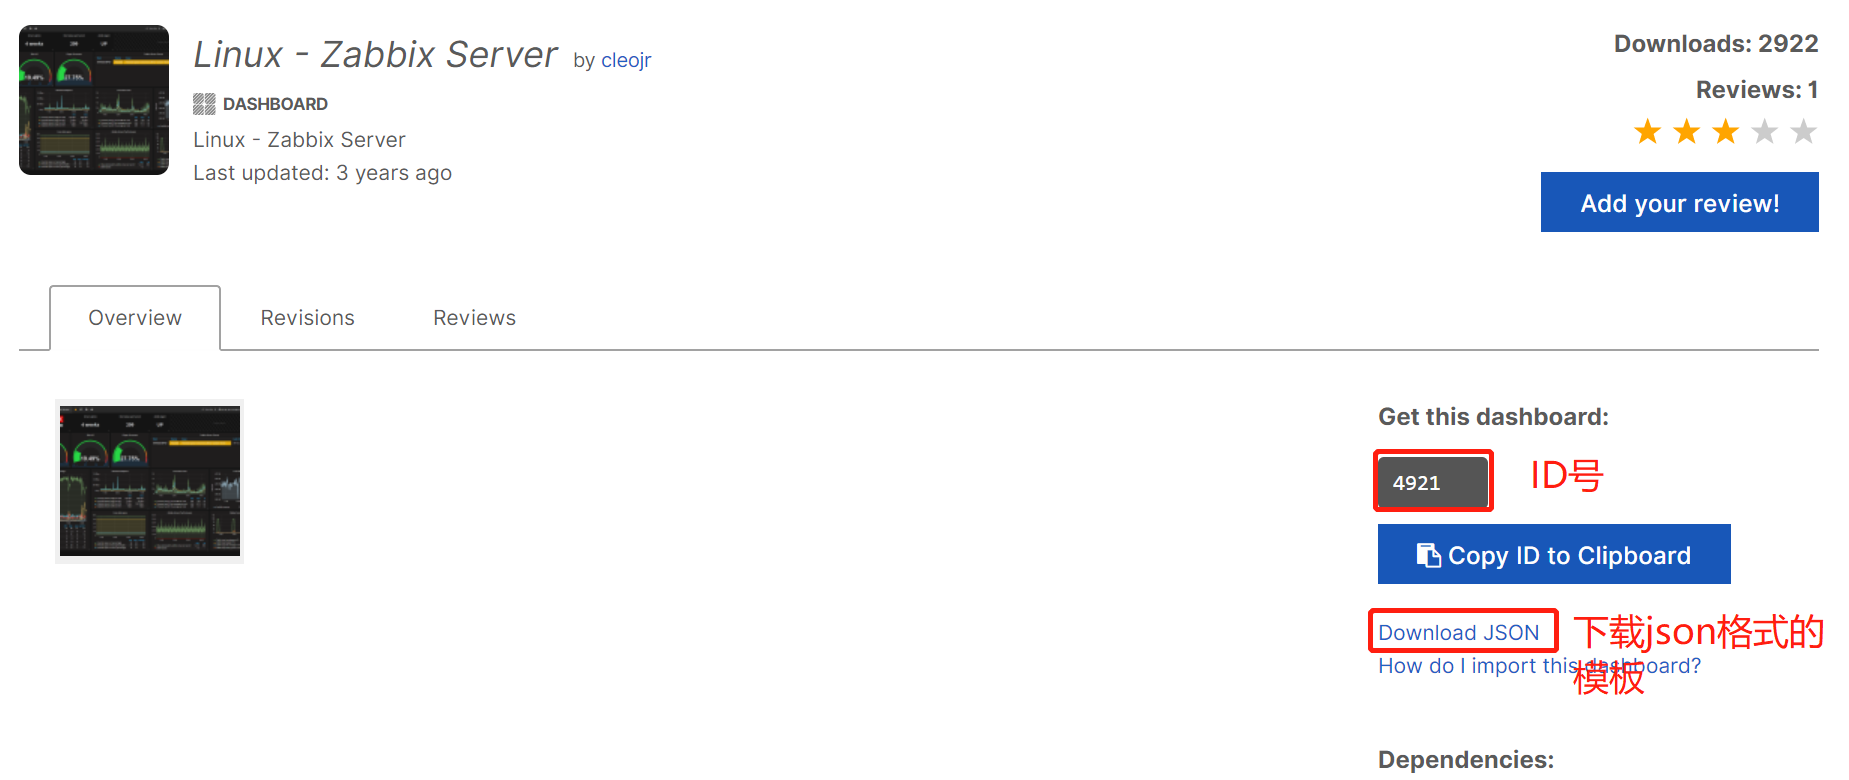 Linux - Zabbix Server by cleojr
DASHBOARD
Linux - Zabbix Server
Last updated: 3 years ago
Downloads: 2922
Reviews: 1
Add your review!
Overview
Revisions
Reviews
Get this dashboard:
4921
ID号
Copy ID to Clipboard
Download JSON
下载json格式的
模板
How do I import this dashboard?
Dependencies: